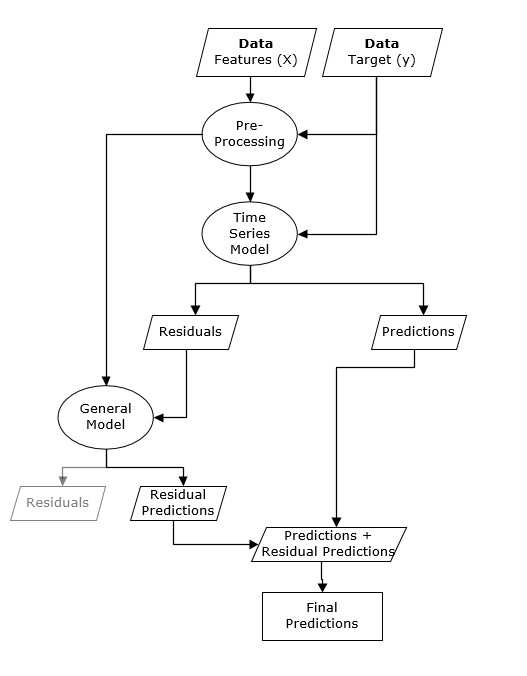 Data
Features (X)
Data
Target (y)
Pre-
Processing
Time
Series
Model
Residuals
Predictions
General
Model
Residuals
Residual
Predictions
Predictions +
Residual Predictions
Final
Predictions